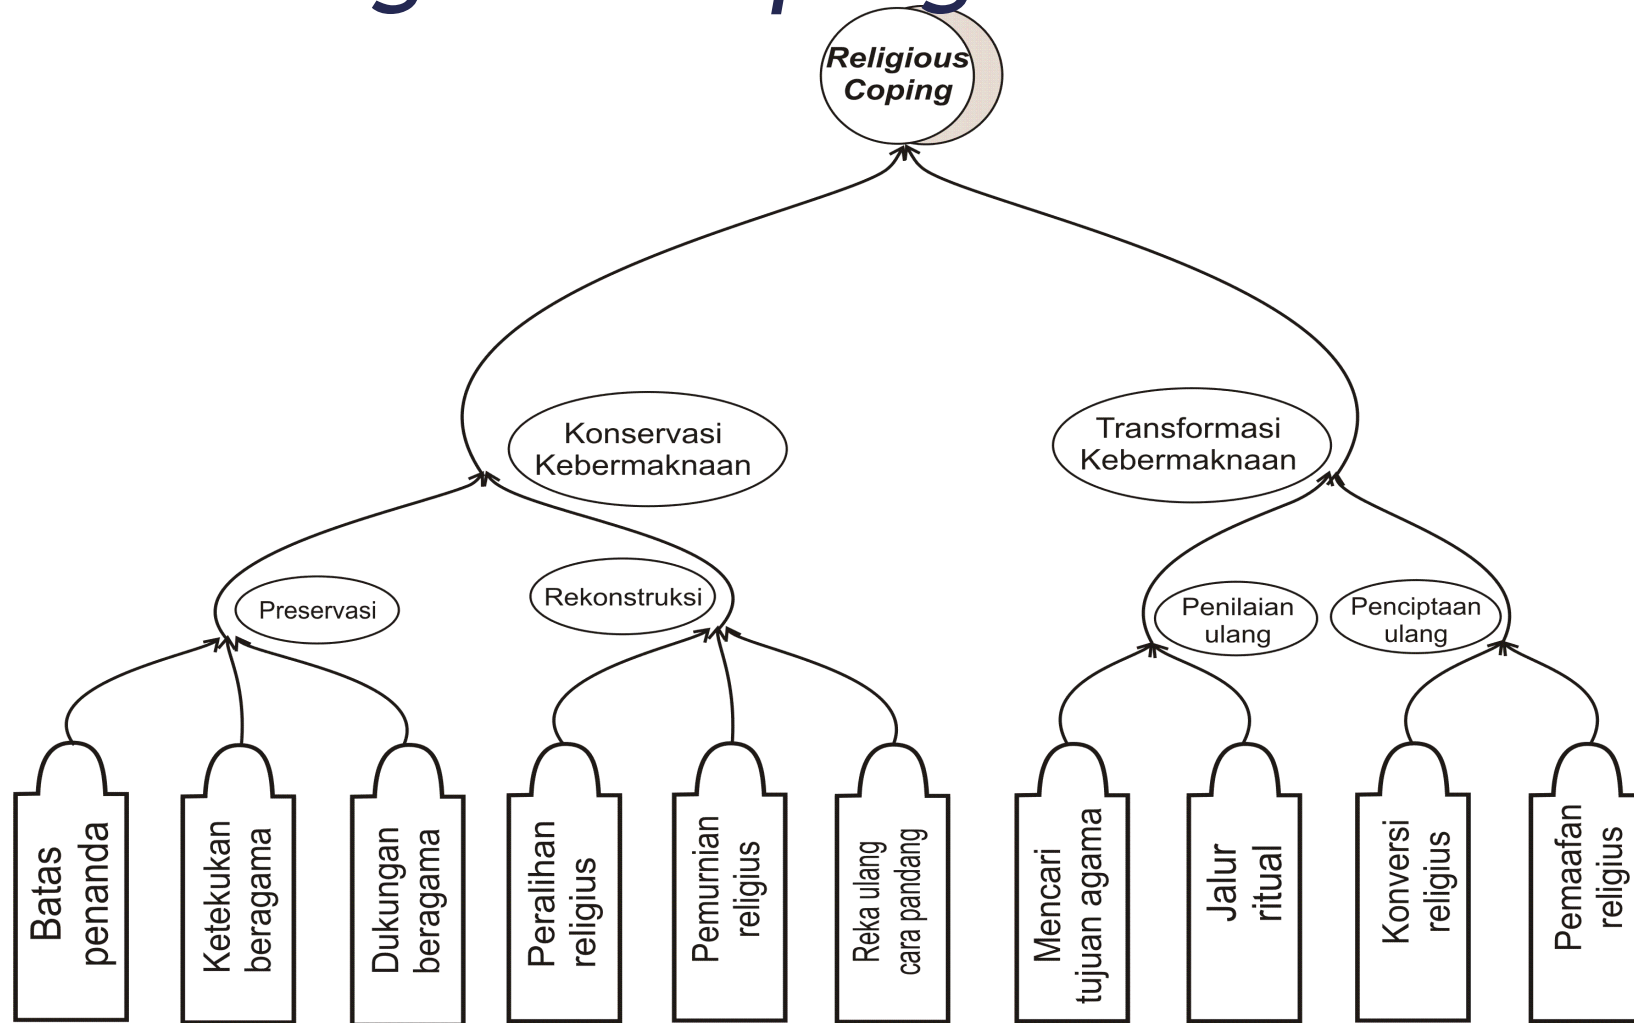 Religious
Coping
Konservasi
Kebermaknaan
Transformasi
Kebermaknaan
Preservasi
Rekonstruksi
Penilaian
ulang
Penciptaan
ulang
Batas
penanda
Ketekukan
beragama
Dukungan
beragama
Peralihan
religius
Pemurnian
religius
Reka ulang
cara pandang
Mencari
tujuan agama
Jalur
ritual
Konversi
religius
Pemaafan
religius